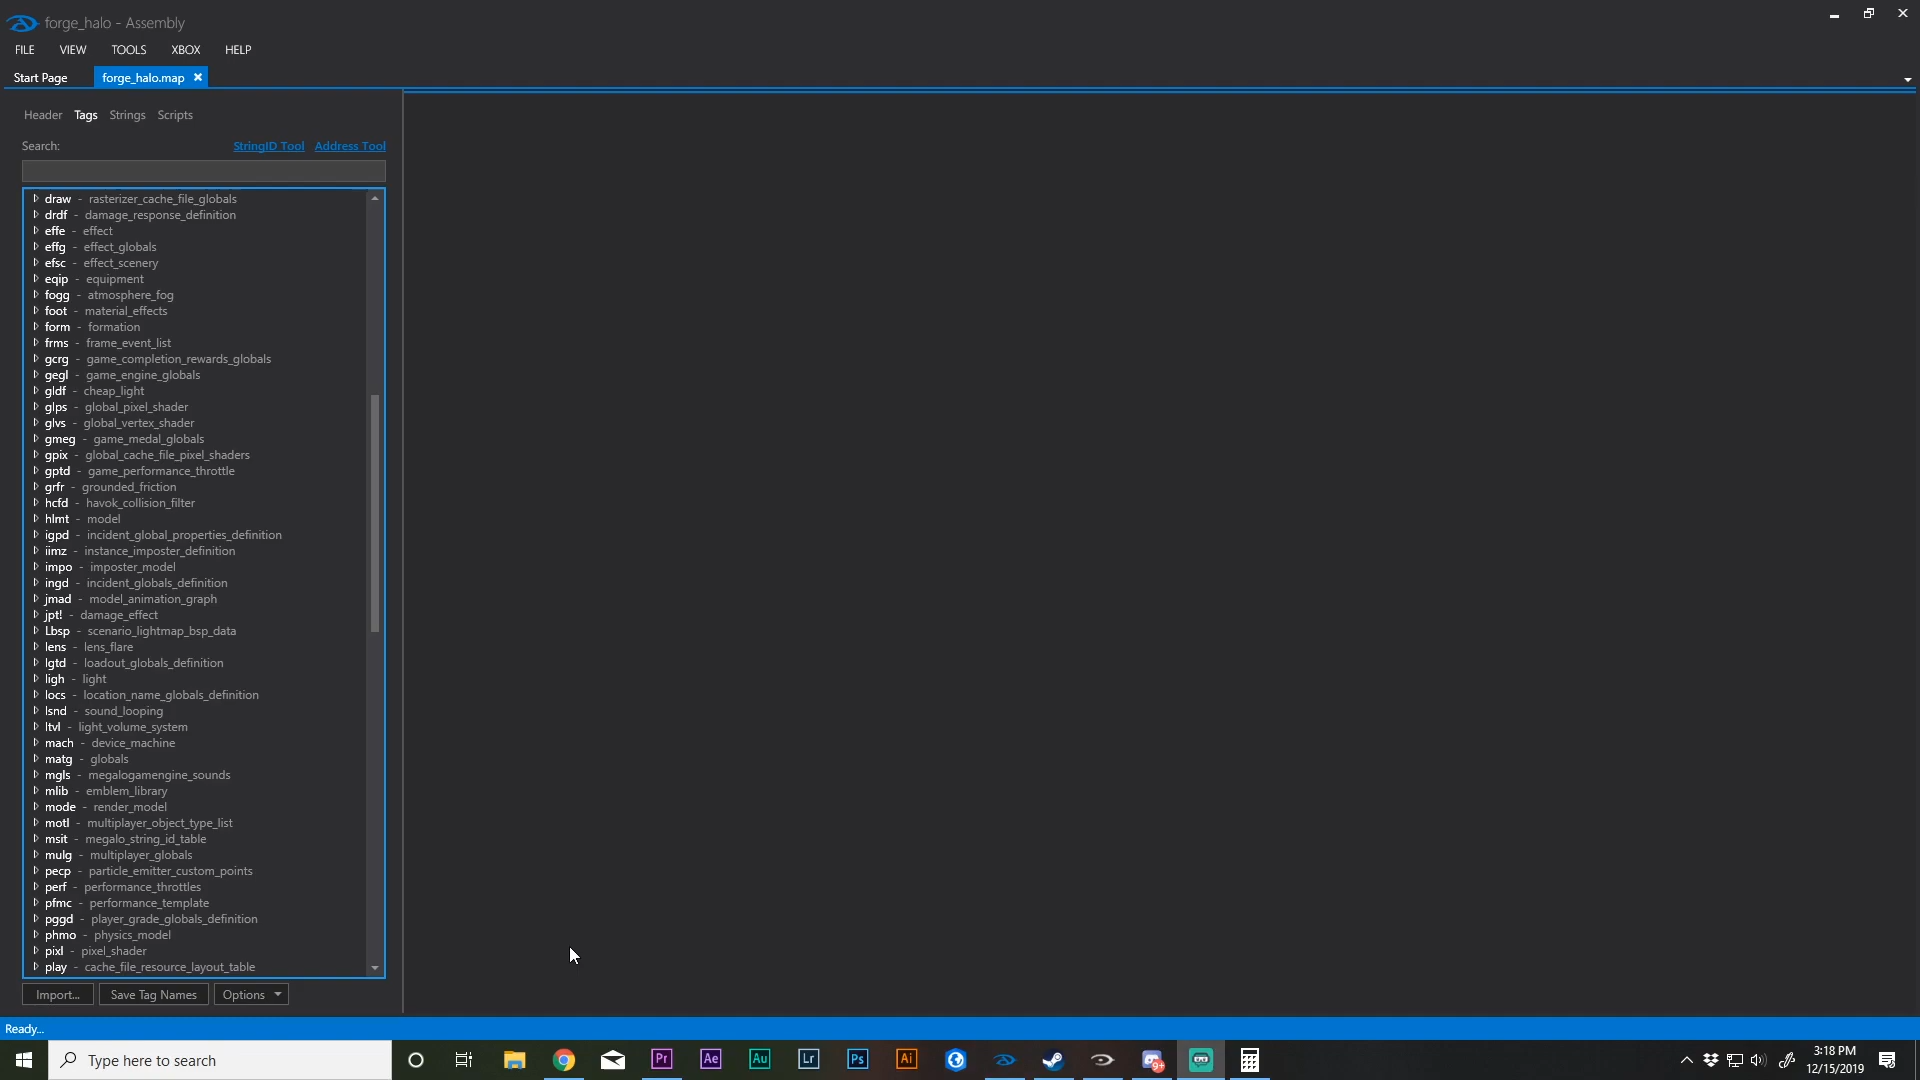 forge_halo - Assembly
FILE VIEW TOOLS XBOX HELP
Start Page forge_halo.map
Header Tags Strings Scripts
Search: StringID Tool Address Tool
draw - rasterizer_cache_file_globals
drdf - damage_response_definition
effe - effect
effg - effect_globals
efsc - effect_scenery
eqip - equipment
fogg - atmosphere_fog
foot - material_effects
form - formation
frms - frame_event_list
gcrg - game_completion_rewards_globals
gegl - game_engine_globals
gldf - cheap_light
glps - global_pixel_shader
glvs - global_vertex_shader
gmeg - game_medal_globals
gpix - global_cache_file_pixel_shaders
gptd - game_performance_throttle
grfr - grounded_friction
hcfd - havok_collision_filter
hlmt - model
igpd - incident_global_properties_definition
iimz - instance_imposter_definition
impo - imposter_model
ingd - incident_globals_definition
jmad - model_animation_graph
jpt! - damage_effect
Lbsp - scenario_lightmap_bsp_data
lens - lens_flare
lgtd - loadout_globals_definition
ligh - light
locs - location_name_globals_definition
lsnd - sound_looping
ltvl - light_volume_system
mach - device_machine
matg - globals
mgls - megalogamengine_sounds
mlib - emblem_library
mode - render_model
motl - multiplayer_object_type_list
msit - megalo_string_id_table
mulg - multiplayer_globals
pecp - particle_emitter_custom_points
perf - performance_throttles
pfmc - performance_template
pggd - player_grade_globals_definition
phmo - physics_model
pixl - pixel_shader
play - cache_file_resource_layout_table
Import... Save Tag Names Options
Ready...
Type here to search Pr Ae Au Lr Ps Ai 9+ 3:18 PM
12/15/2019